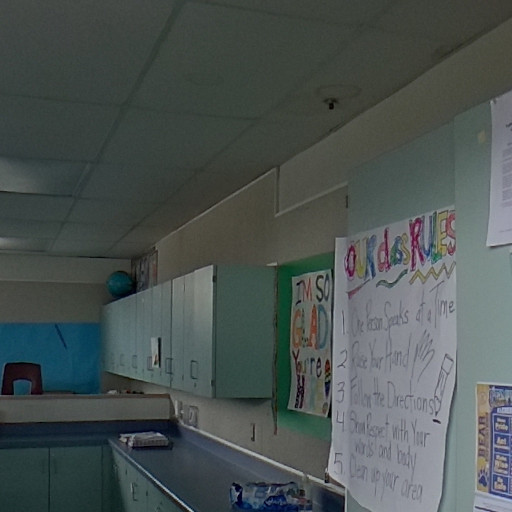 OUR class RULES
1. One Person Speaks at a Time
2. Raise Your Hand
3. Follow the Directions
4. Show Respect with Your
words and body
5. Clean up your area
I'M SO
GLAD
You're